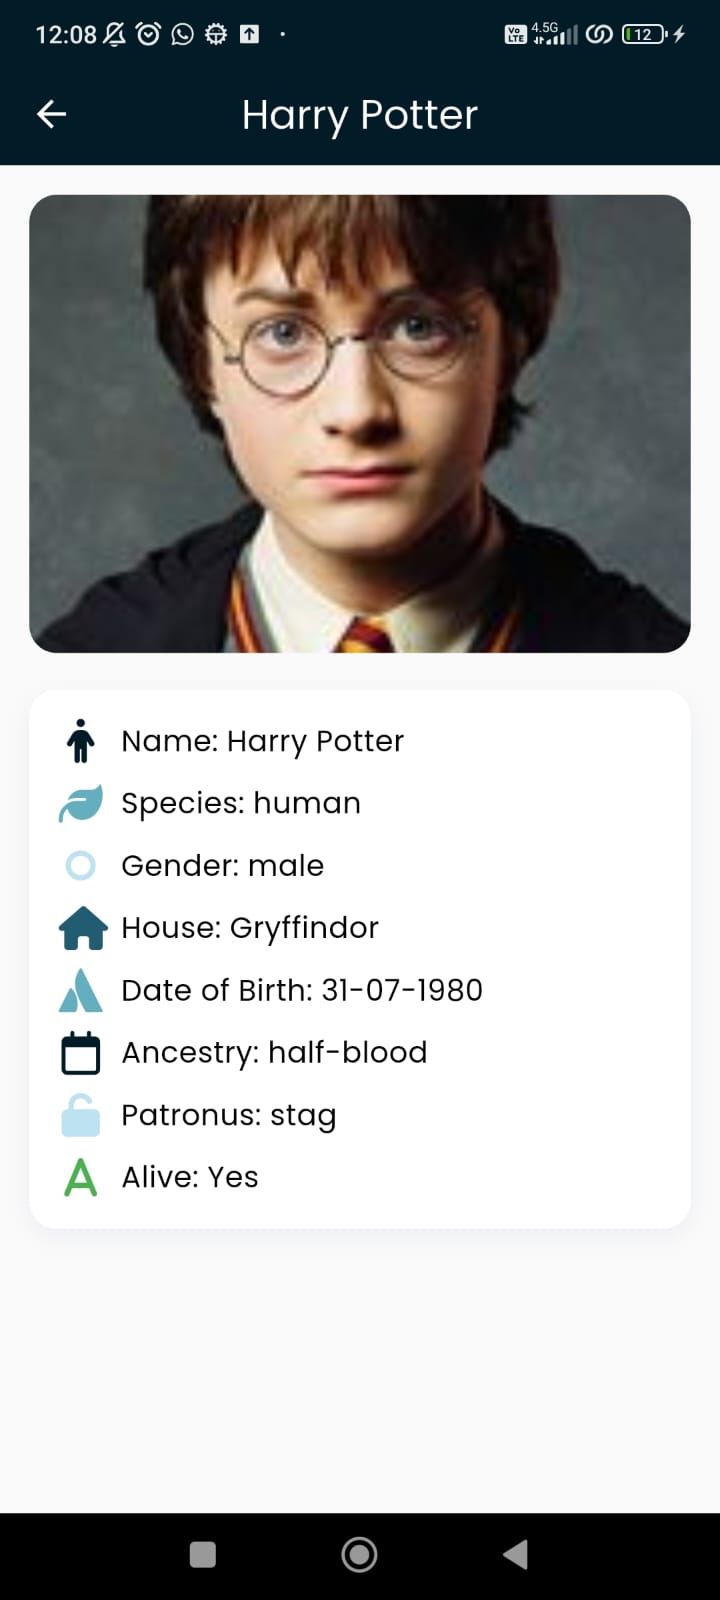 12:08 Vo LTE 4.5G 12
Harry Potter
Name: Harry Potter
Species: human
Gender: male
House: Gryffindor
Date of Birth: 31-07-1980
Ancestry: half-blood
Patronus: stag
A Alive: Yes